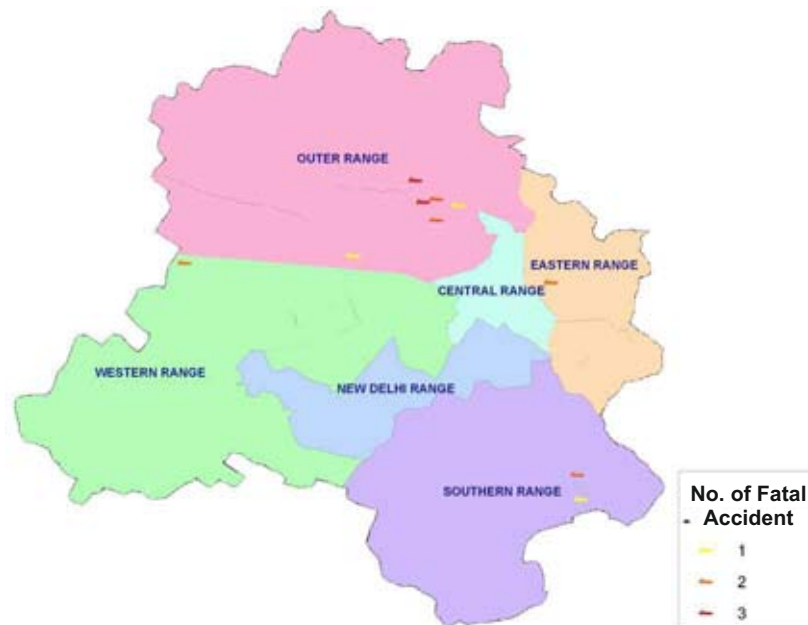 OUTER RANGE
EASTERN RANGE
CENTRAL RANGE
WESTERN RANGE
NEW DELHI RANGE
SOUTHERN RANGE
No. of Fatal
Accident
1
2
3